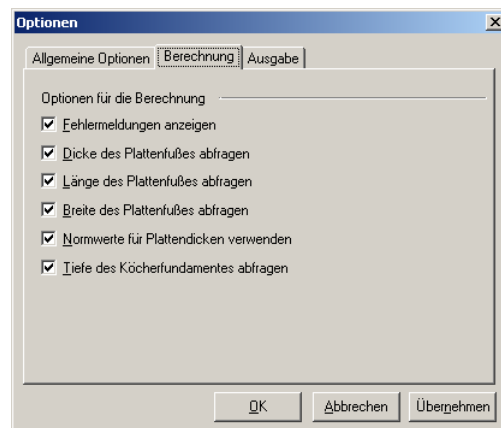 Optionen
Allgemeine Optionen Berechnung Ausgabe
Optionen für die Berechnung
Fehlermeldungen anzeigen
Dicke des Plattenfußes abfragen
Länge des Plattenfußes abfragen
Breite des Plattenfußes abfragen
Normwerte für Plattendicken verwenden
Tiefe des Köcherfundamentes abfragen
OK Abbrechen Übernehmen